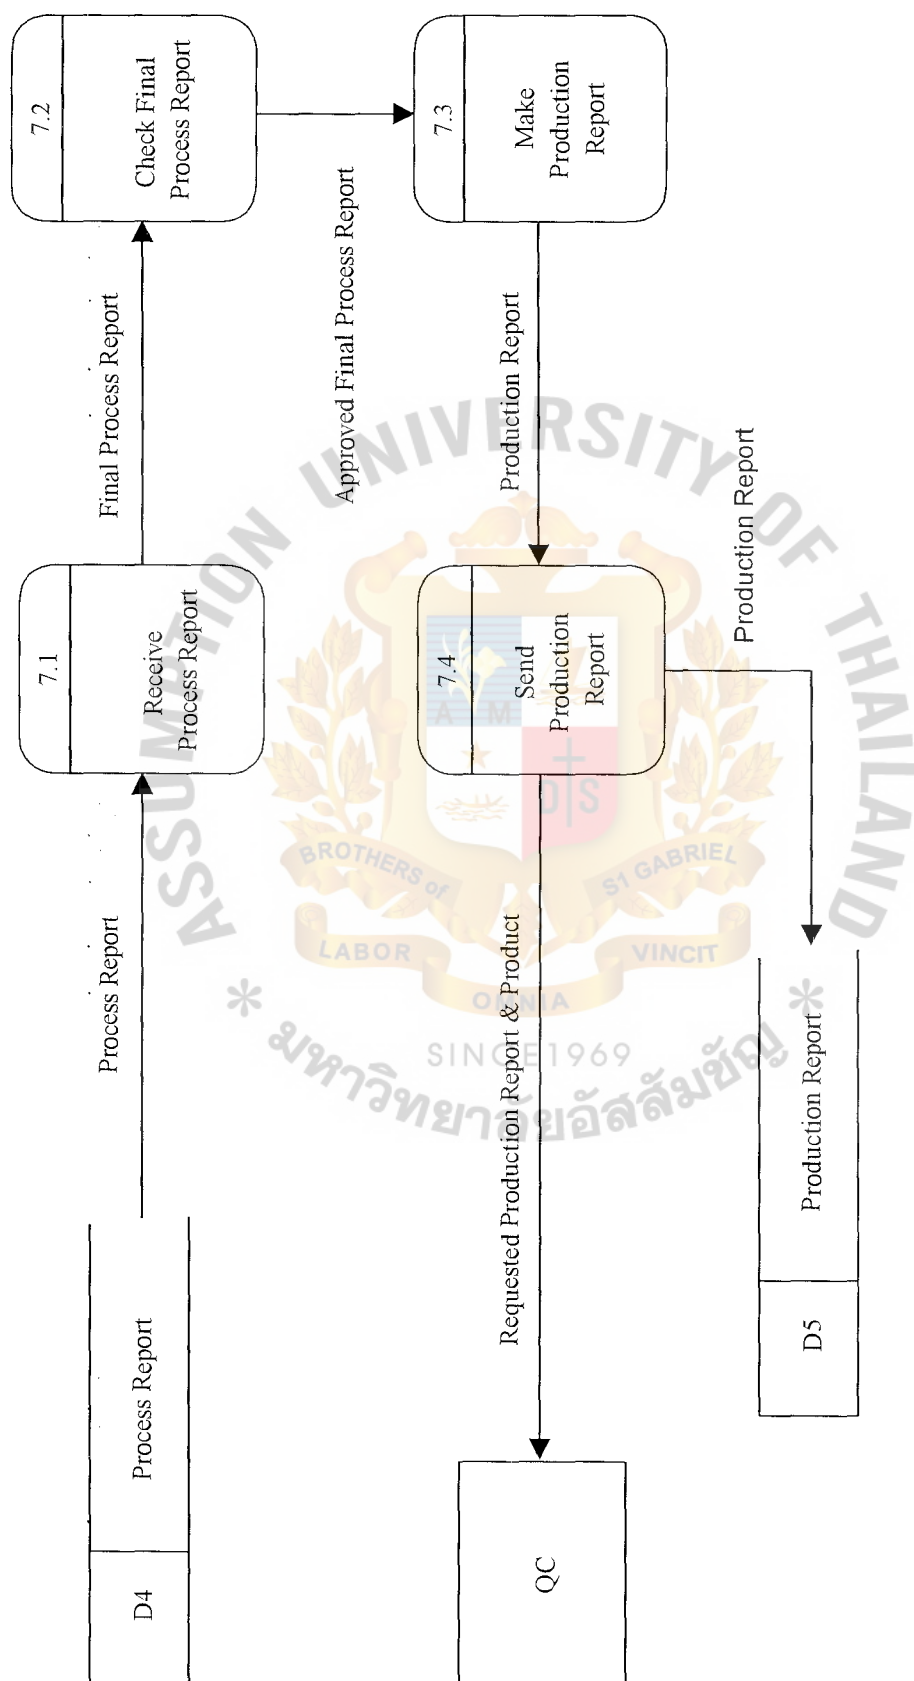 D4
Process Report
Process Report
7.1
Receive
Process Report
Final Process Report
7.2
Check Final
Process Report
Approved Final Process Report
7.3
Make
Production
Report
Production Report
7.4
Send
Production
Report
Requested Production Report & Product
QC
Production Report
D5
Production Report
ASSUMPTION UNIVERSITY OF THAILAND
A M
D S
BROTHERS of
S1 GABRIEL
LABOR
OMNIA
VINCIT
SINCE1969
* มหาวิทยาลัยอัสสัมชัญ *